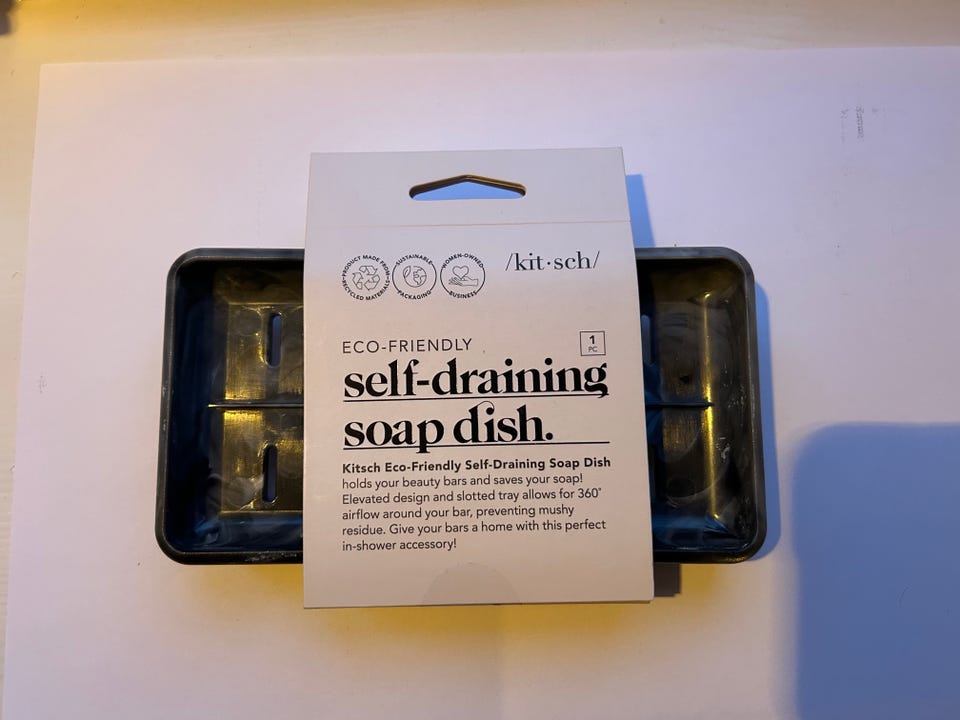 PRODUCT MADE FROM RECYCLED MATERIALS
SUSTAINABLE PACKAGING
WOMEN-OWNED BUSINESS
/kit·sch/
ECO-FRIENDLY
1
PC
self-draining
soap dish.
Kitsch Eco-Friendly Self-Draining Soap Dish
holds your beauty bars and saves your soap!
Elevated design and slotted tray allows for 360°
airflow around your bar, preventing mushy
residue. Give your bars a home with this perfect
in-shower accessory!